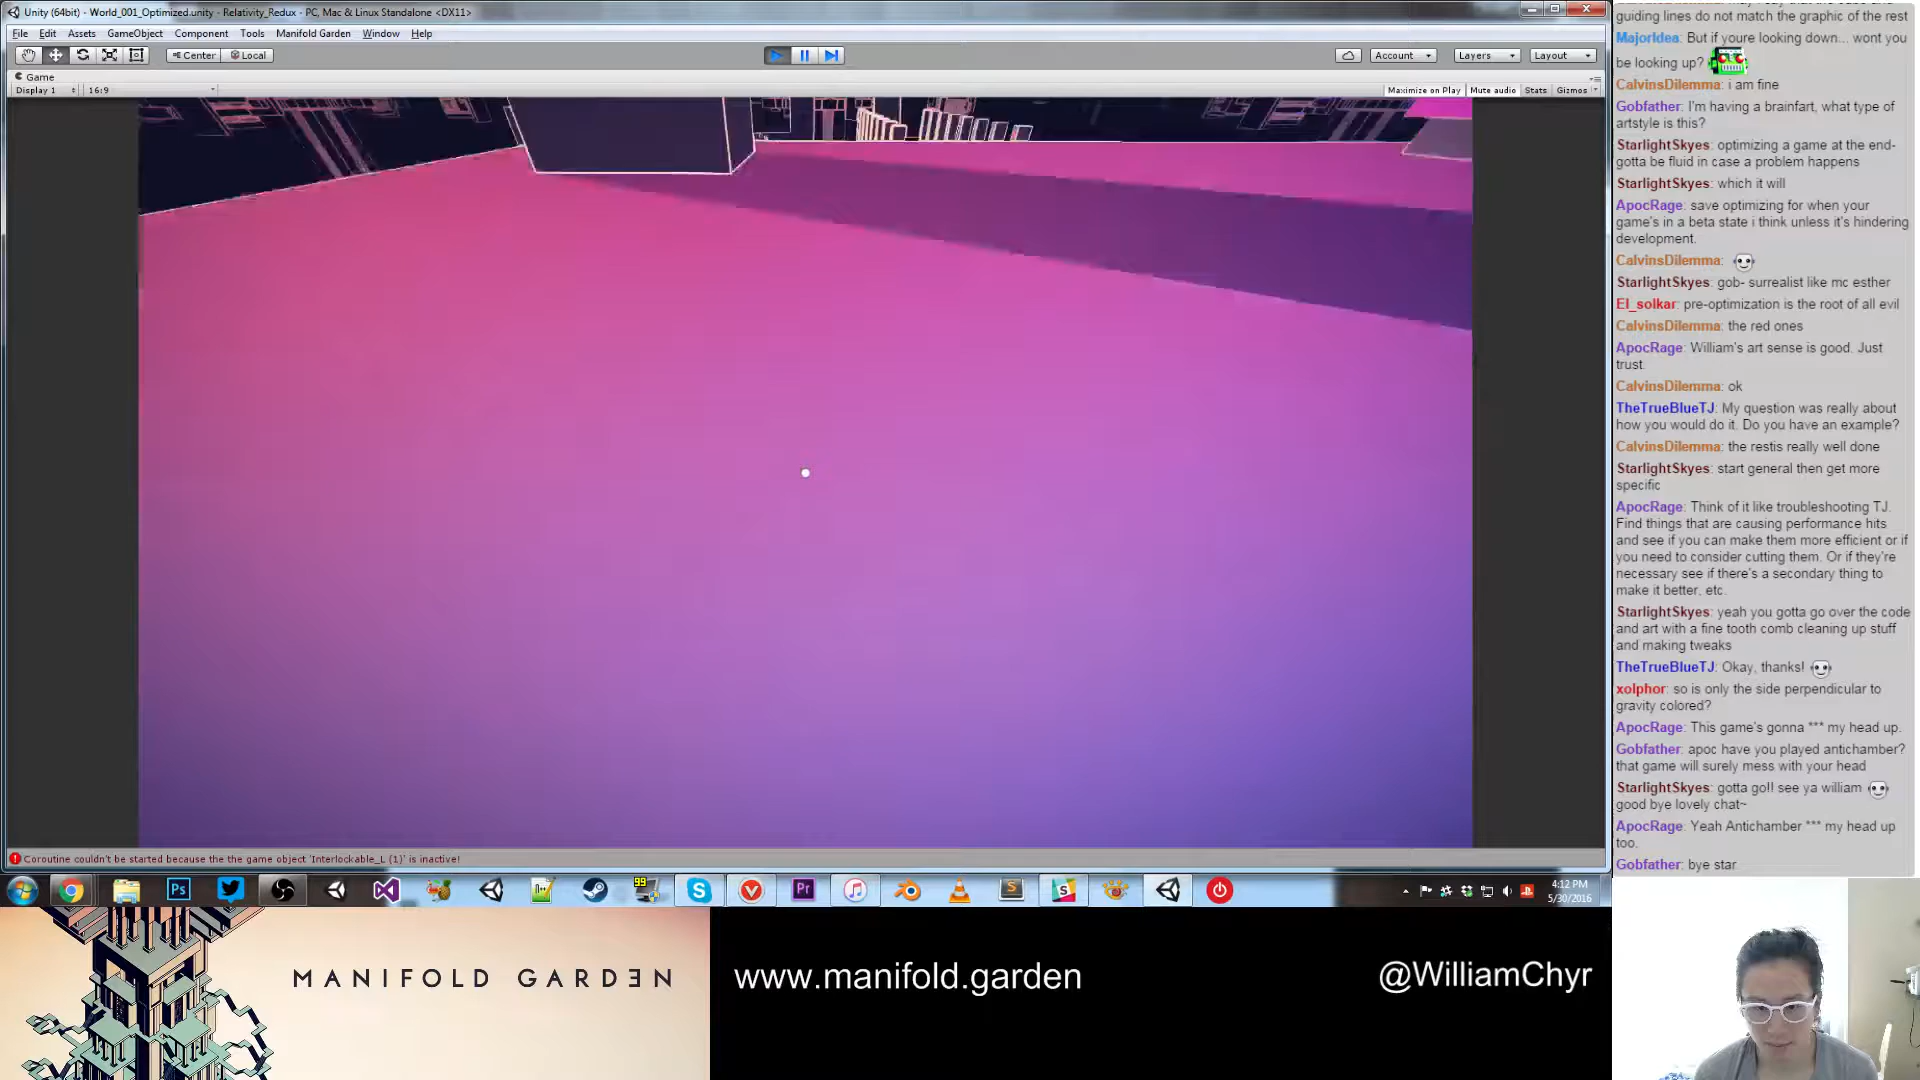 Unity (64bit) - World_001_Optimized.unity - Relativity_Redux - PC, Mac & Linux Standalone <DX11>
File Edit Assets GameObject Component Tools Manifold Garden Window Help
Center Local Account Layers Layout
Game
Display 1 16:9 Maximize on Play Mute audio Stats Gizmos
Coroutine couldn't be started because the the game object 'Interlockable_L (1)' is inactive!
99
Ps
Pr
S
4:12 PM
5/30/2016
MANIFOLD GARDƎN
www.manifold.garden
@WilliamChyr
guiding lines do not match the graphic of the rest
MajorIdea: But if youre looking down... wont you
be looking up?
CalvinsDilemma: i am fine
Gobfather: I'm having a brainfart, what type of
artstyle is this?
StarlightSkyes: optimizing a game at the end-
gotta be fluid in case a problem happens
StarlightSkyes: which it will
ApocRage: save optimizing for when your
game's in a beta state i think unless it's hindering
development.
CalvinsDilemma:
StarlightSkyes: gob- surrealist like mc esther
El_solkar: pre-optimization is the root of all evil
CalvinsDilemma: the red ones
ApocRage: William's art sense is good. Just
trust.
CalvinsDilemma: ok
TheTrueBlueTJ: My question was really about
how you would do it. Do you have an example?
CalvinsDilemma: the restis really well done
StarlightSkyes: start general then get more
specific
ApocRage: Think of it like troubleshooting TJ.
Find things that are causing performance hits
and see if you can make them more efficient or if
you need to consider cutting them. Or if they're
necessary see if there's a secondary thing to
make it better, etc.
StarlightSkyes: yeah you gotta go over the code
and art with a fine tooth comb cleaning up stuff
and making tweaks
TheTrueBlueTJ: Okay, thanks!
xolphor: so is only the side perpendicular to
gravity colored?
ApocRage: This game's gonna *** my head up.
Gobfather: apoc have you played antichamber?
that game will surely mess with your head
StarlightSkyes: gotta go!! see ya william
good bye lovely chat~
ApocRage: Yeah Antichamber *** my head up
too.
Gobfather: bye star